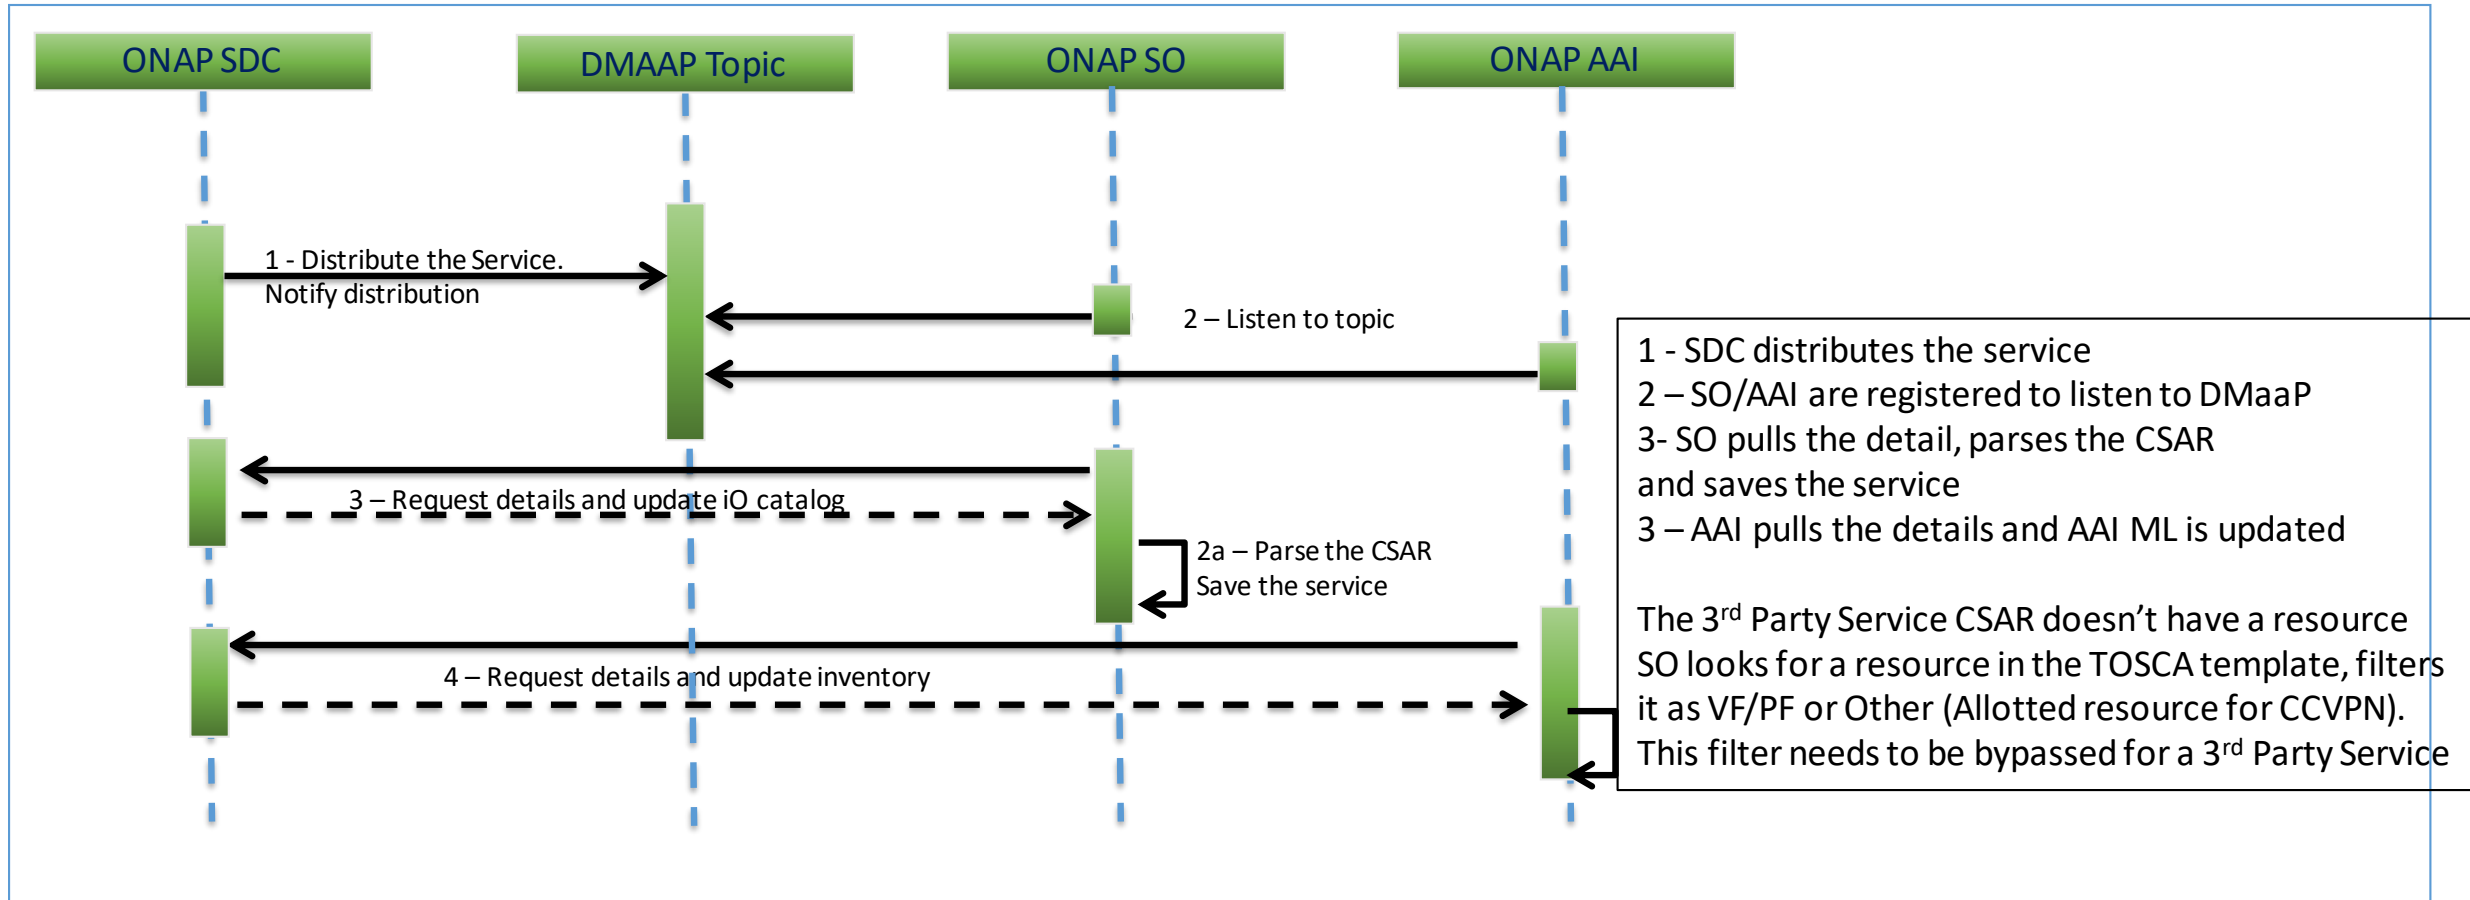 ONAP SDC
DMAAP Topic
ONAP SO
ONAP AAI
1 - Distribute the Service.
Notify distribution
2 – Listen to topic
3 – Request details and update iO catalog
2a – Parse the CSAR
Save the service
4 – Request details and update inventory
1 - SDC distributes the service
2 – SO/AAI are registered to listen to DMaaP
3- SO pulls the detail, parses the CSAR
and saves the service
3 – AAI pulls the details and AAI ML is updated
The 3rd Party Service CSAR doesn’t have a resource
SO looks for a resource in the TOSCA template, filters
it as VF/PF or Other (Allotted resource for CCVPN).
This filter needs to be bypassed for a 3rd Party Service